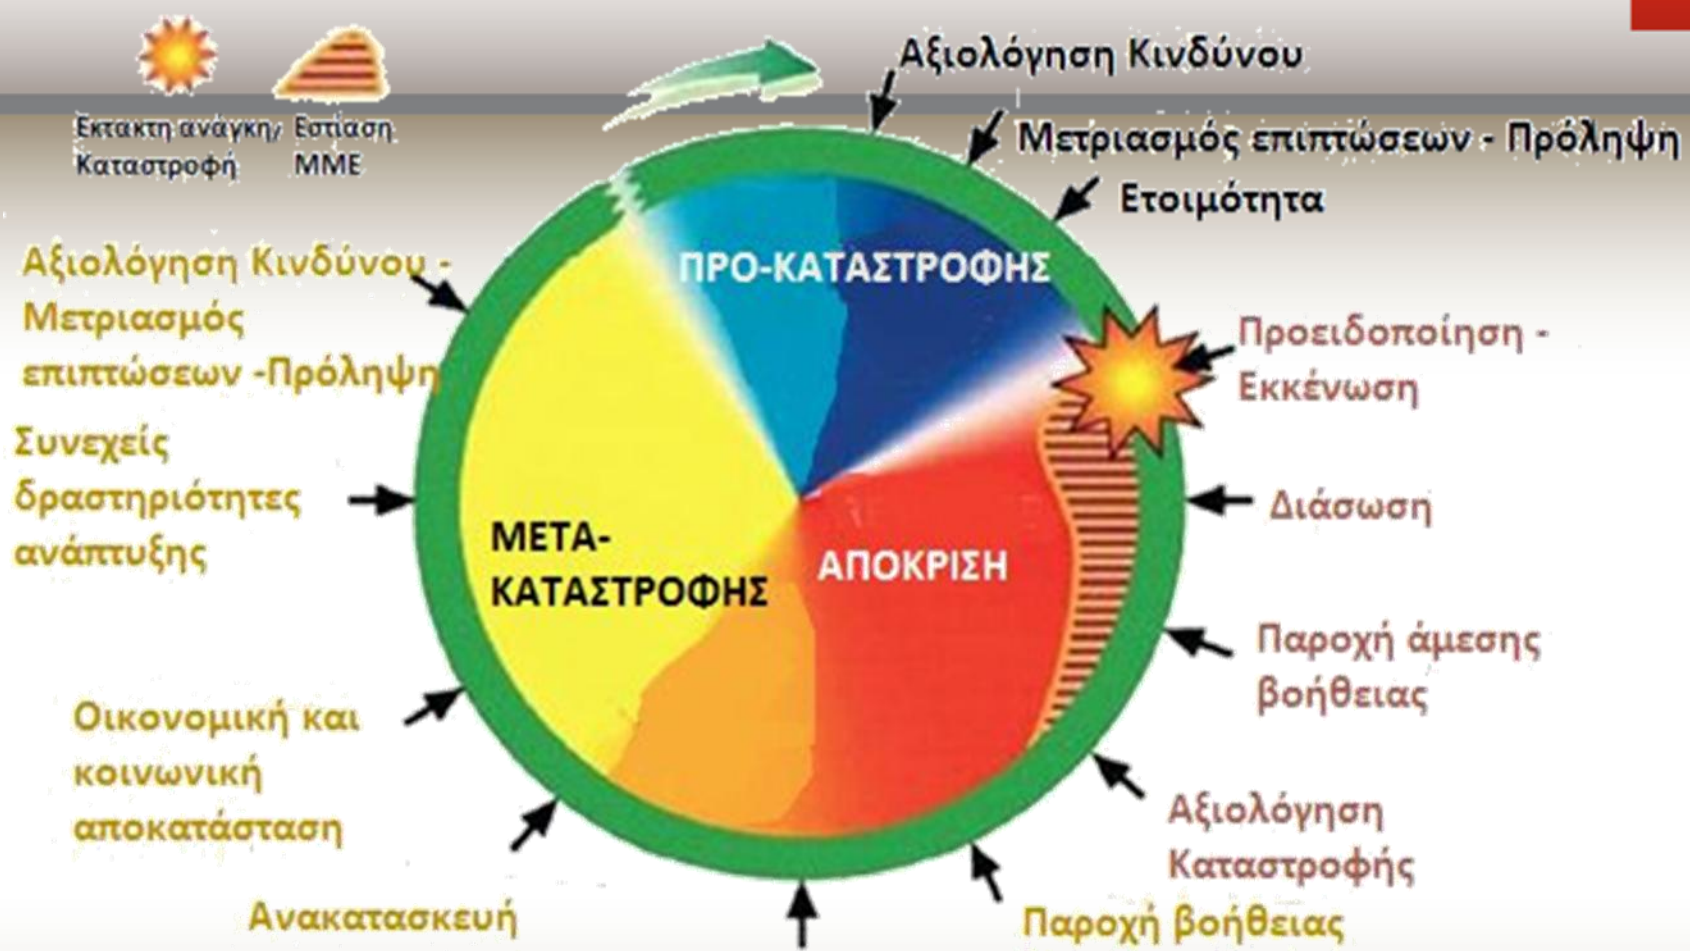 Έκτακτη ανάγκη/
Καταστροφή
Εστίαση
ΜΜΕ
Αξιολόγηση Κινδύνου
Μετριασμός επιπτώσεων - Πρόληψη
Ετοιμότητα
ΠΡΟ-ΚΑΤΑΣΤΡΟΦΗΣ
Προειδοποίηση -
Εκκένωση
Διάσωση
ΑΠΟΚΡΙΣΗ
Παροχή άμεσης
βοήθειας
Αξιολόγηση
Καταστροφής
Παροχή βοήθειας
Ανακατασκευή
Οικονομική και
κοινωνική
αποκατάσταση
ΜΕΤΑ-
ΚΑΤΑΣΤΡΟΦΗΣ
Συνεχείς
δραστηριότητες
ανάπτυξης
Αξιολόγηση Κινδύνου -
Μετριασμός
επιπτώσεων -Πρόληψη